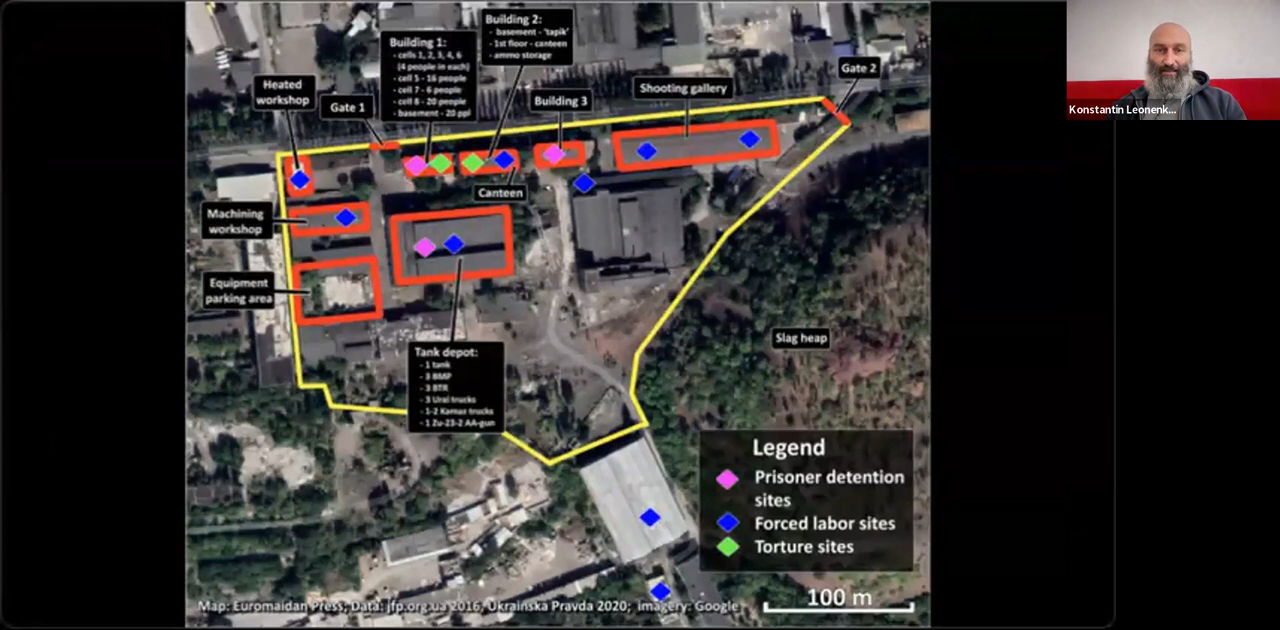 Building 2:
- basement - 'tapik'
- 1st floor - canteen
- ammo storage
Building 1:
- cells 1, 2, 3, 4, 6
(4 people in each)
- cell 5 - 16 people
- cell 7 - 6 people
- cell 8 - 20 people
- basement - 20 ppl
Heated
workshop
Gate 1
Building 3
Shooting gallery
Gate 2
Canteen
Machining
workshop
Equipment
parking area
Tank depot:
- 1 tank
- 3 BMP
- 3 BTR
- 3 Ural trucks
- 1-2 Kamaz trucks
- 1 Zu-23-2 AA-gun
Slag heap
Legend
Prisoner detention
sites
Forced labor sites
Torture sites
100 m
Map: Euromaidan Press; Data: jfp.org.ua 2016, Ukrainska Pravda 2020; imagery: Google
Konstantin Leonenk...